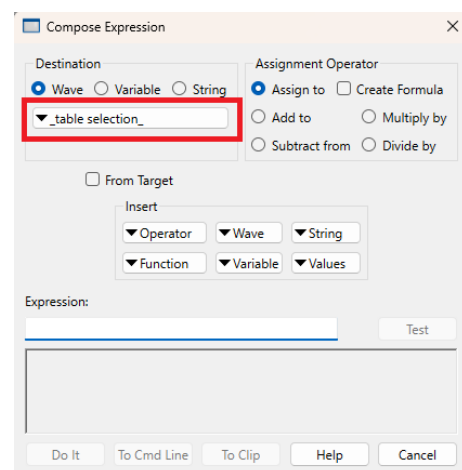 Compose Expression
Destination
Wave Variable String
_table selection_
Assignment Operator
Assign to Create Formula
Add to Multiply by
Subtract from Divide by
From Target
Insert
Operator Wave String
Function Variable Values
Expression:
Test
Do It To Cmd Line To Clip Help Cancel